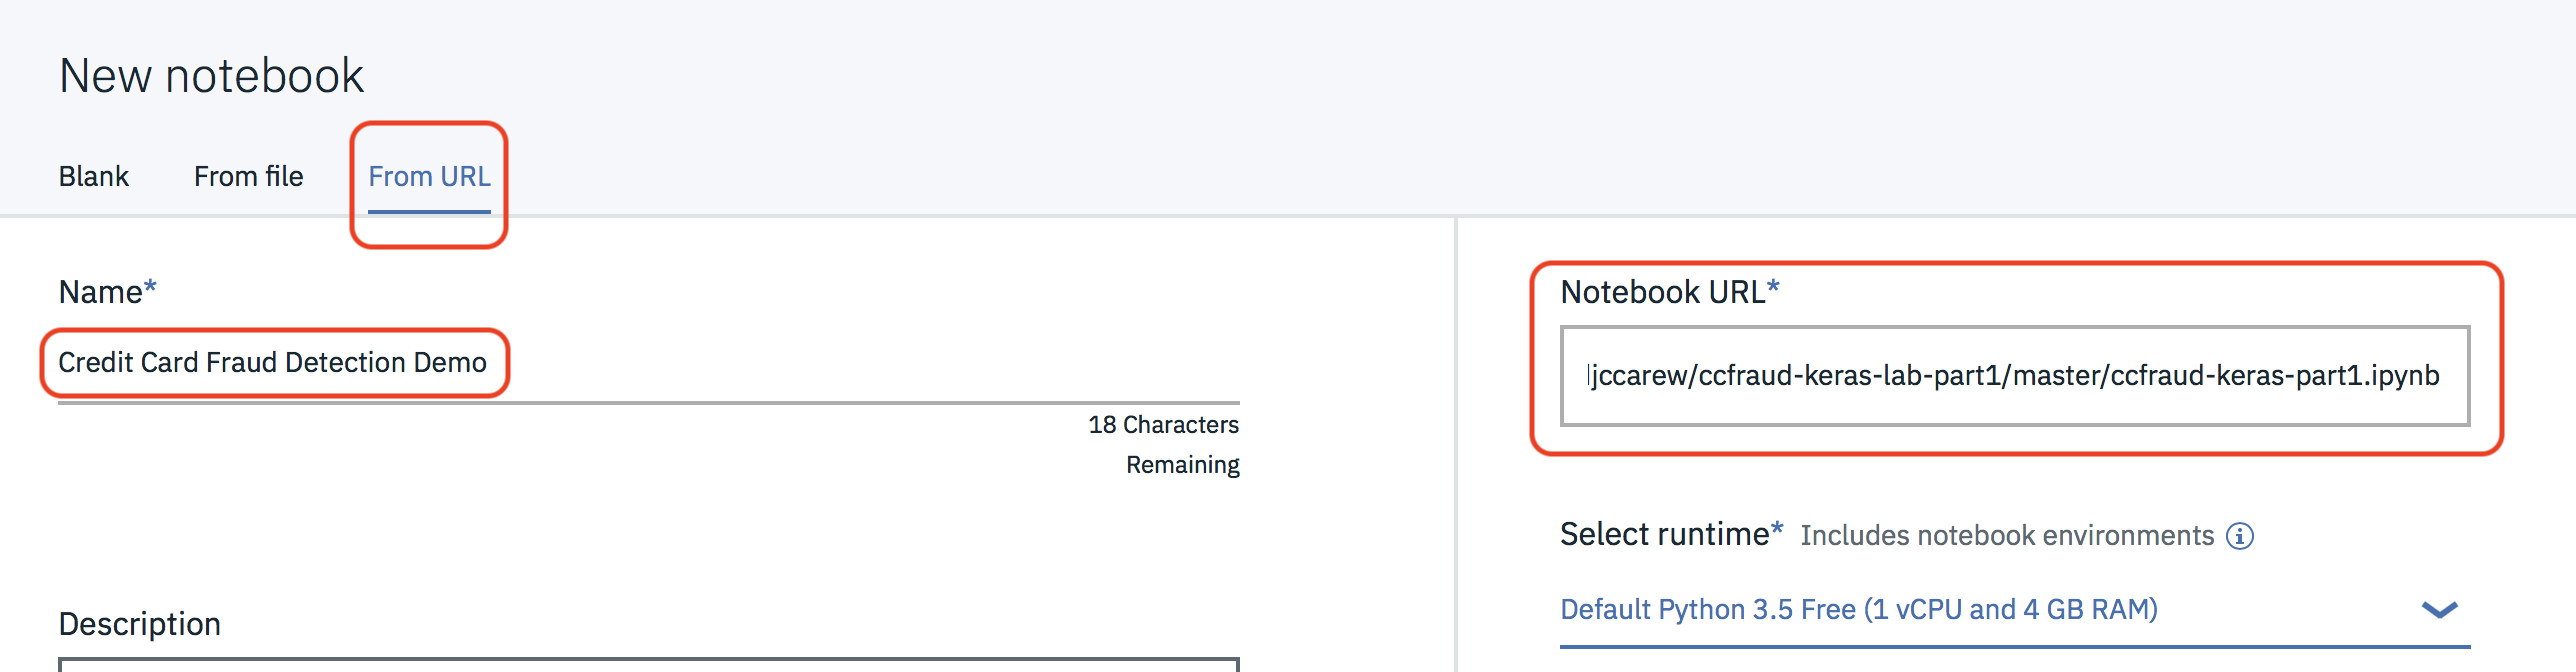 New notebook
Blank From file From URL
Name*
Credit Card Fraud Detection Demo
18 Characters
Remaining
Description
Notebook URL*
jccarew/ccfraud-keras-lab-part1/master/ccfraud-keras-part1.ipynb
Select runtime* Includes notebook environments
Default Python 3.5 Free (1 vCPU and 4 GB RAM)